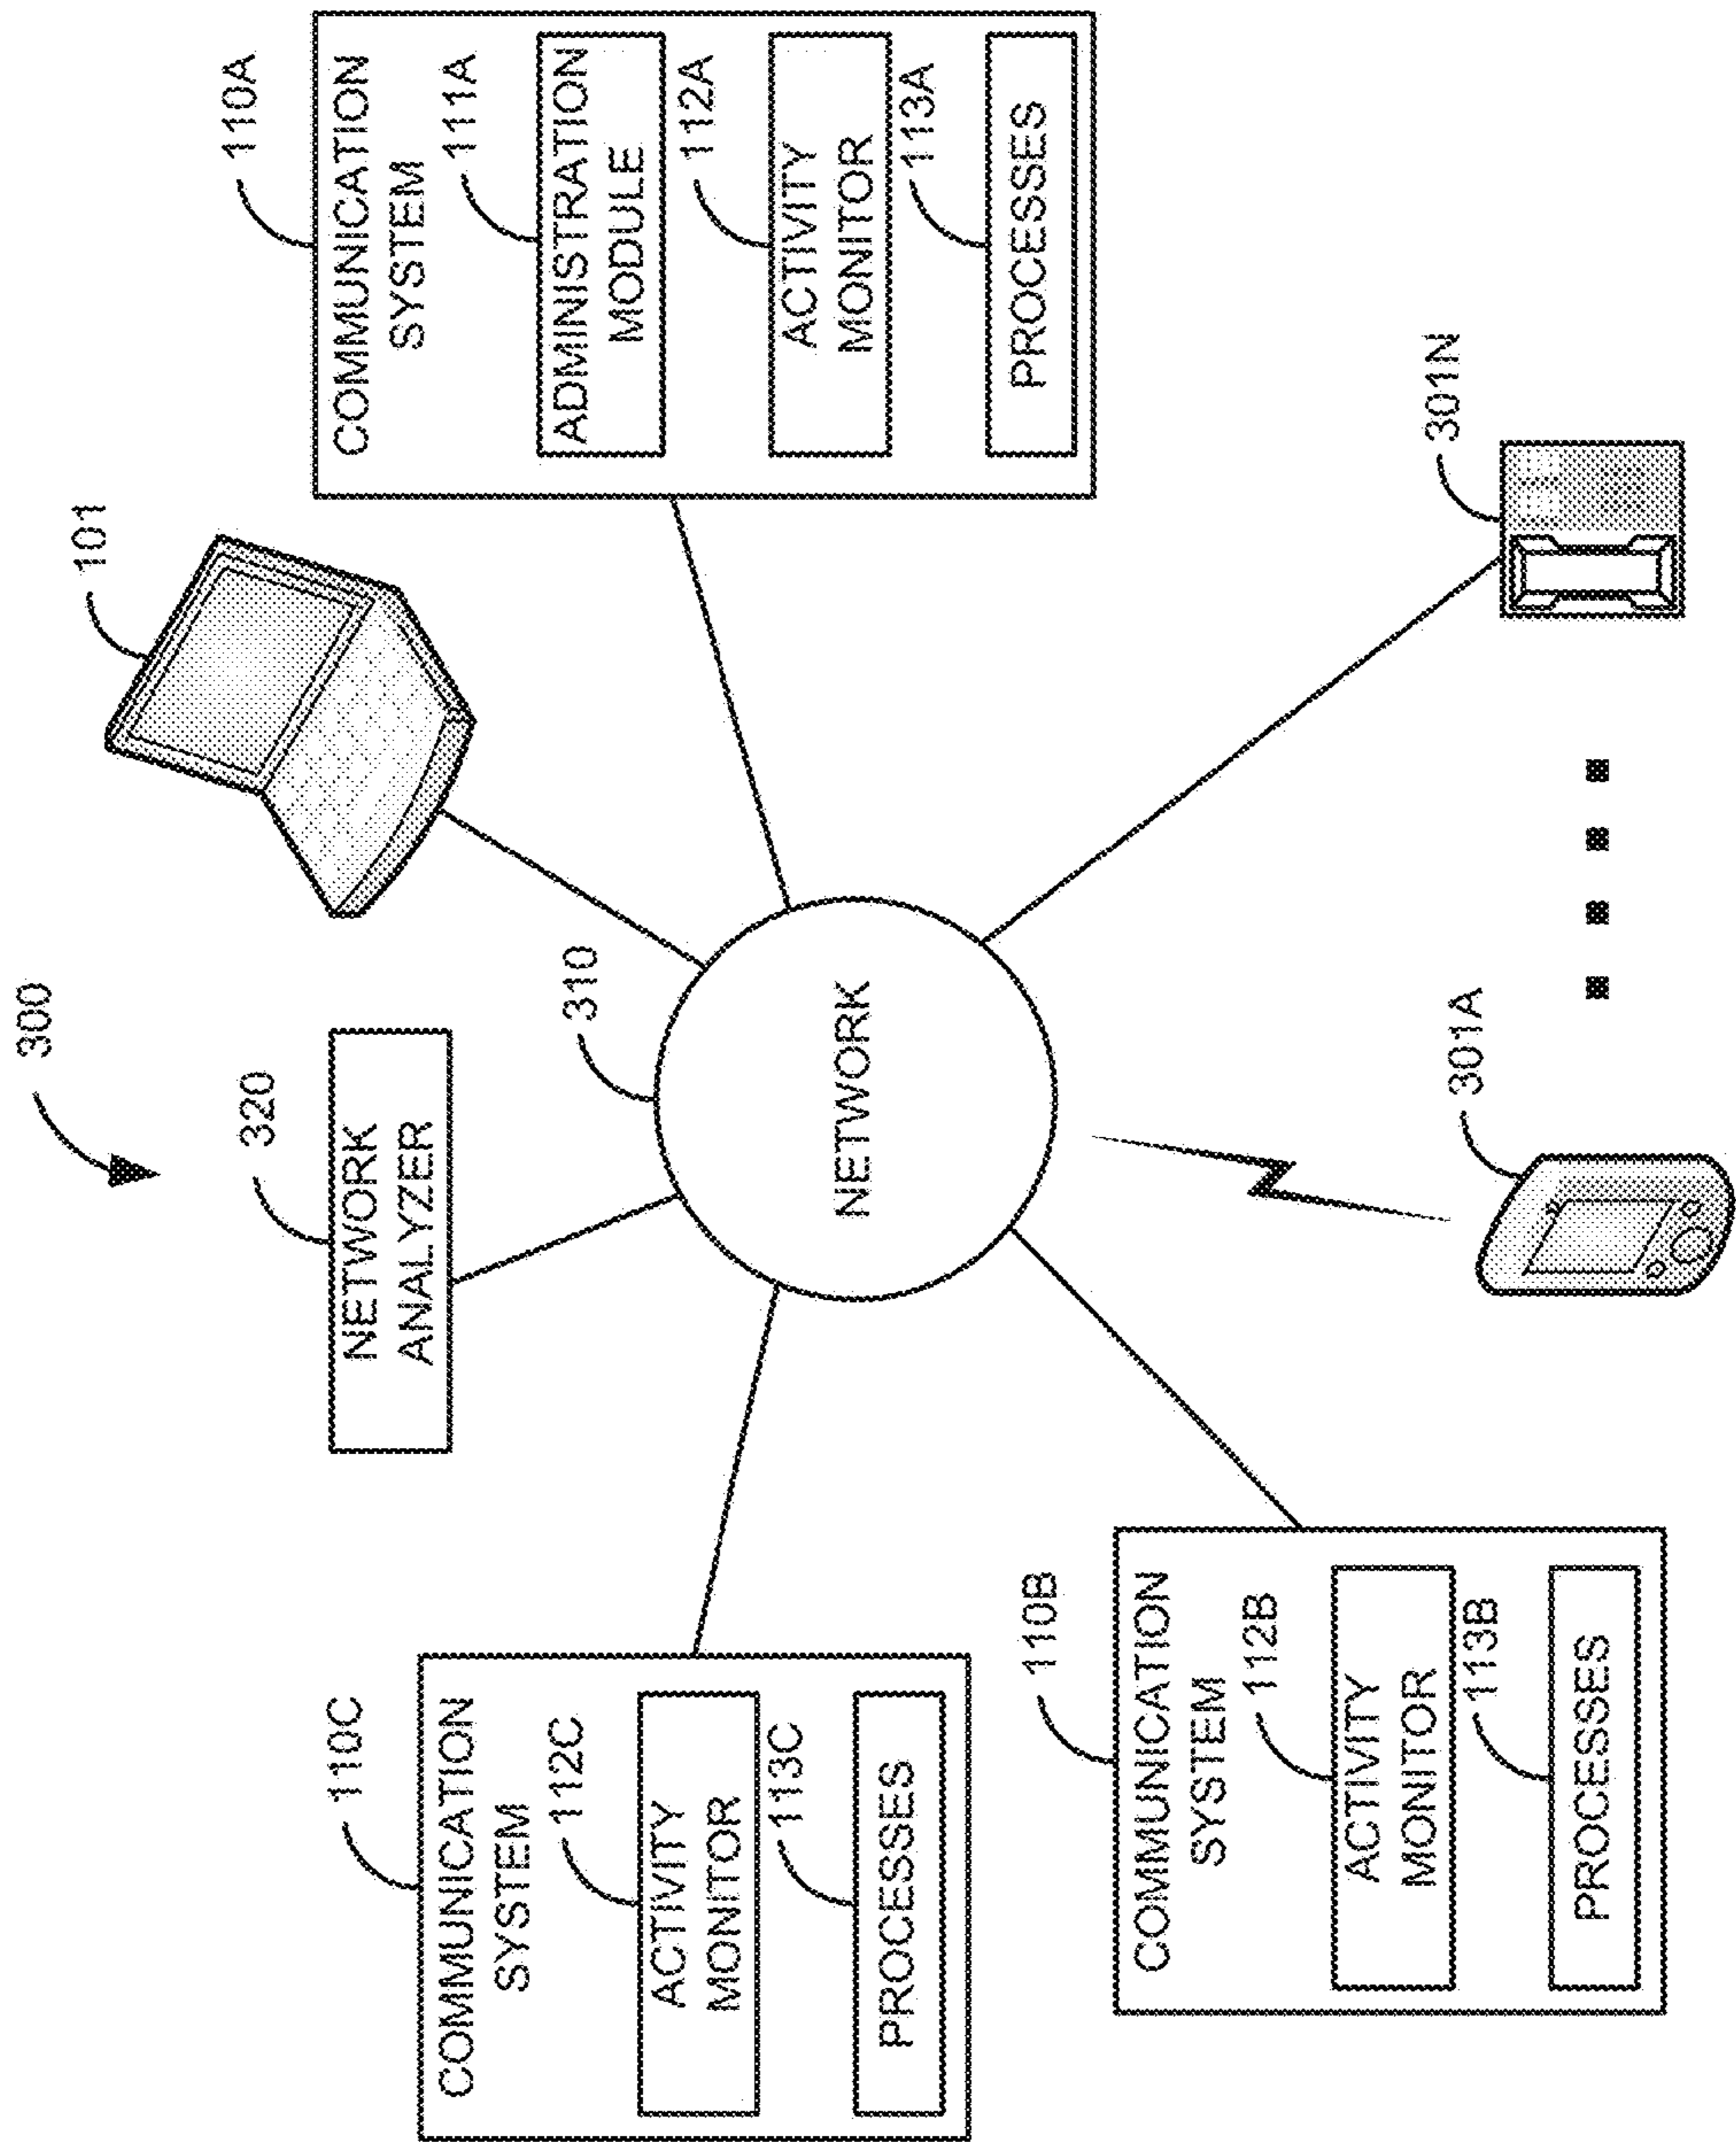 300
110C
COMMUNICATION
SYSTEM
112C
ACTIVITY
MONITOR
113C
PROCESSES
320
NETWORK
ANALYZER
101
110A
COMMUNICATION
SYSTEM
111A
ADMINISTRATION
MODULE
112A
ACTIVITY
MONITOR
113A
PROCESSES
310
NETWORK
110B
COMMUNICATION
SYSTEM
112B
ACTIVITY
MONITOR
113B
PROCESSES
301A
301N